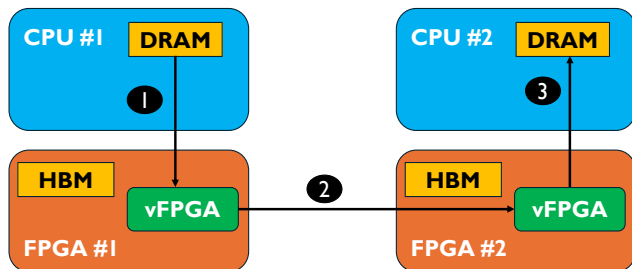 CPU #1
DRAM
CPU #2
DRAM
1
3
HBM
2
HBM
vFPGA
vFPGA
FPGA #1
FPGA #2